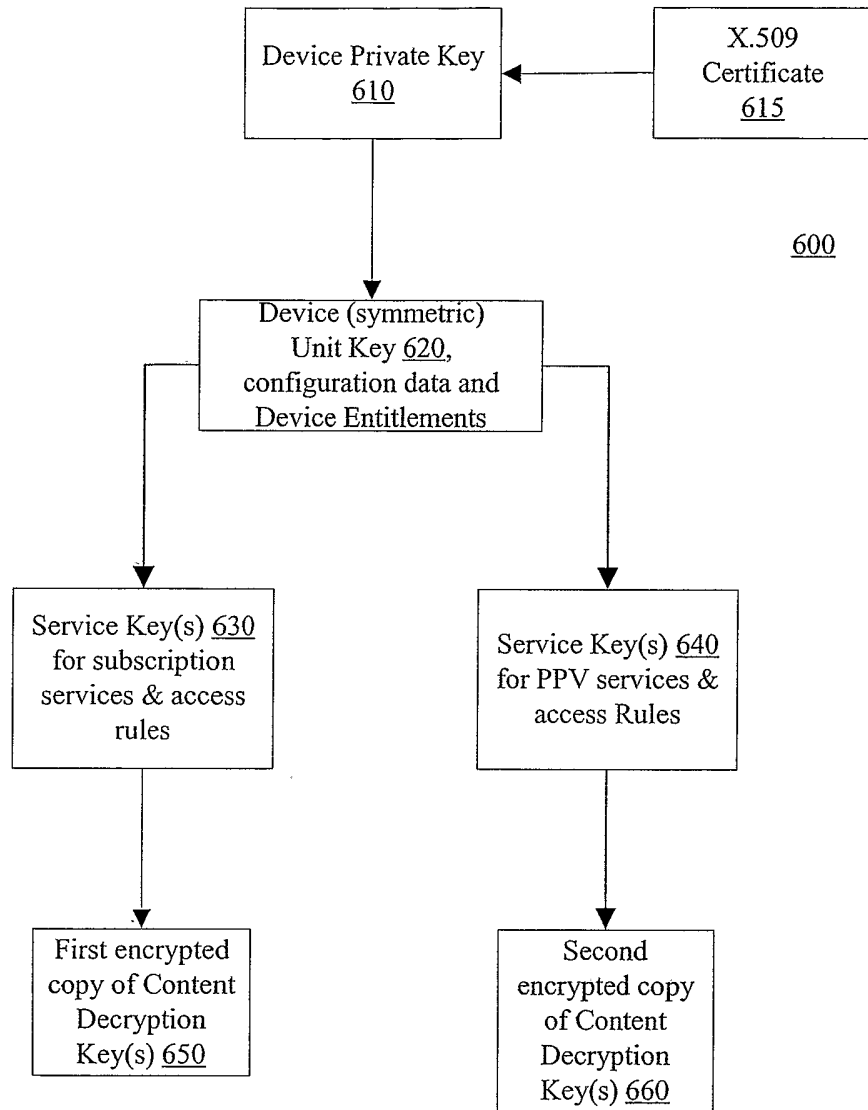 Device Private Key
610
X.509
Certificate
615
600
Device (symmetric)
Unit Key 620,
configuration data and
Device Entitlements
Service Key(s) 630
for subscription
services & access
rules
Service Key(s) 640
for PPV services &
access Rules
First encrypted
copy of Content
Decryption
Key(s) 650
Second
encrypted copy
of Content
Decryption
Key(s) 660